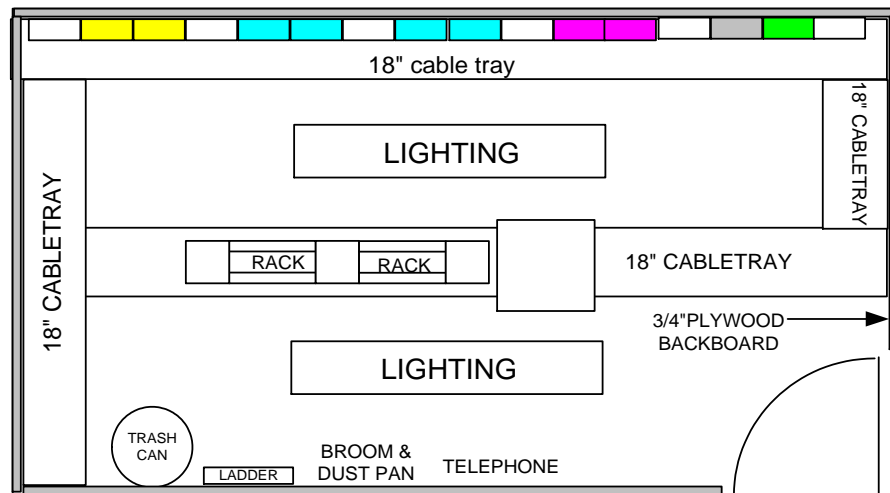 18" cable tray
18" CABLETRAY
LIGHTING
18" CABLETRAY
RACK
RACK
18" CABLETRAY
3/4"PLYWOOD
BACKBOARD
LIGHTING
TRASH
CAN
LADDER
BROOM &
DUST PAN
TELEPHONE